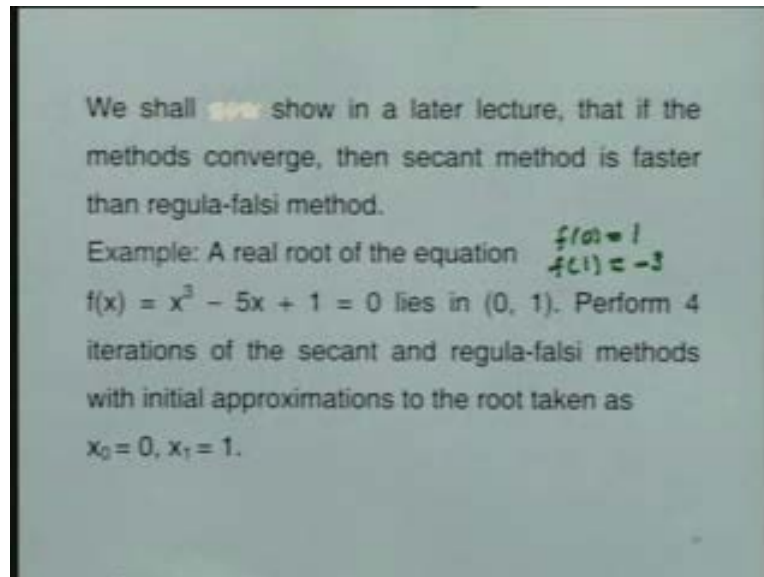 We shall show in a later lecture, that if the
methods converge, then secant method is faster
than regula-falsi method.
f(0) = 1
Example: A real root of the equation f(1) = -3
f(x) = x³ - 5x + 1 = 0 lies in (0, 1). Perform 4
iterations of the secant and regula-falsi methods
with initial approximations to the root taken as
x₀ = 0, x₁ = 1.